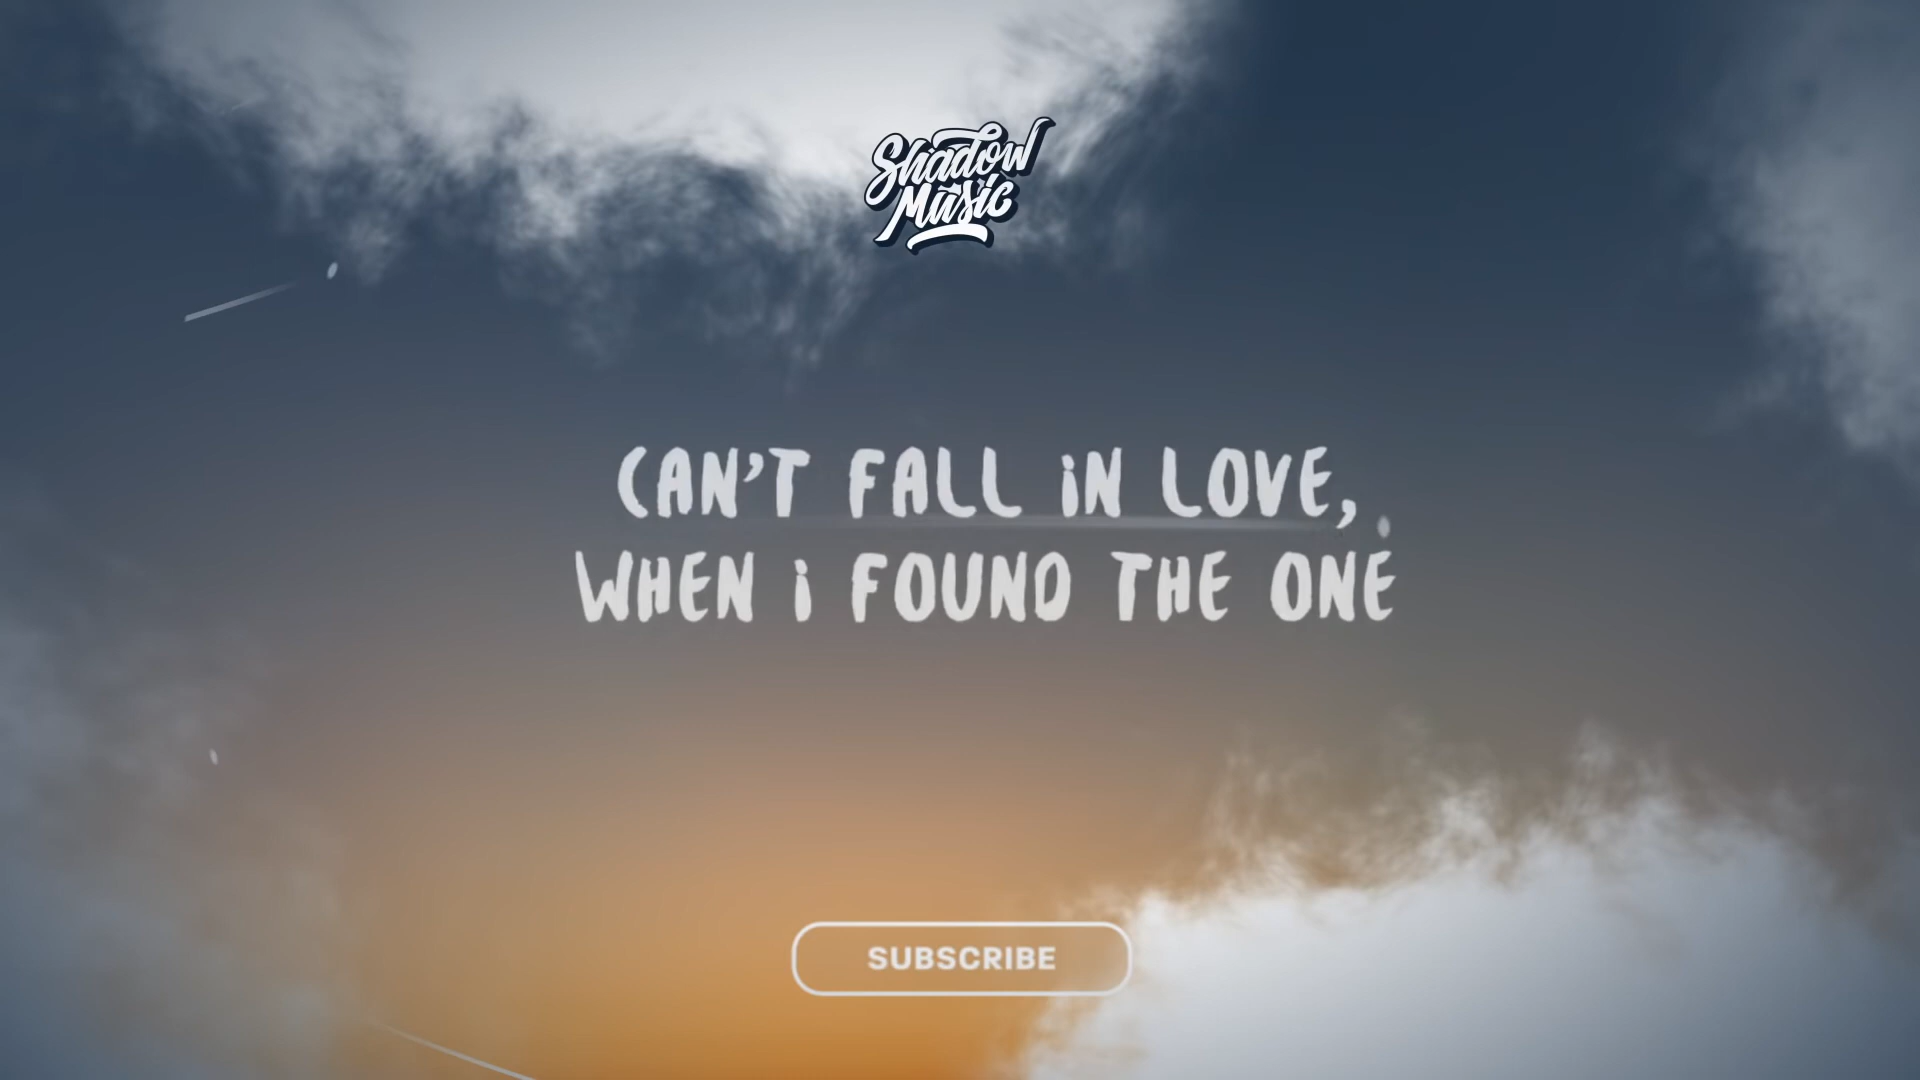 Shadow
Music
CAN'T FALL iN LOVE,
WHEN i FOUND THE ONE
SUBSCRIBE